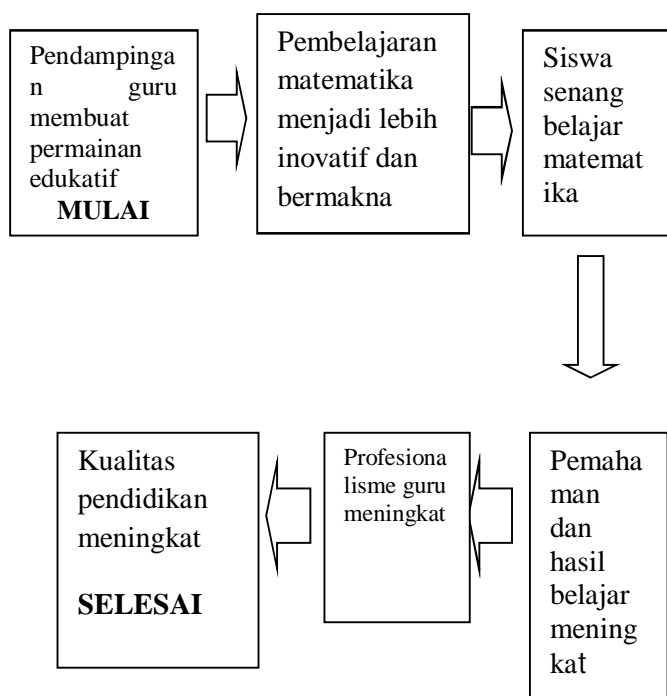 Pendampinga
n guru
membuat
permainan
edukatif
MULAI
Pembelajaran
matematika
menjadi lebih
inovatif dan
bermakna
Siswa
senang
belajar
matemat
ika
Pemaha
man
dan
hasil
belajar
mening
kat
Profesiona
lisme guru
meningkat
Kualitas
pendidikan
meningkat
SELESAI